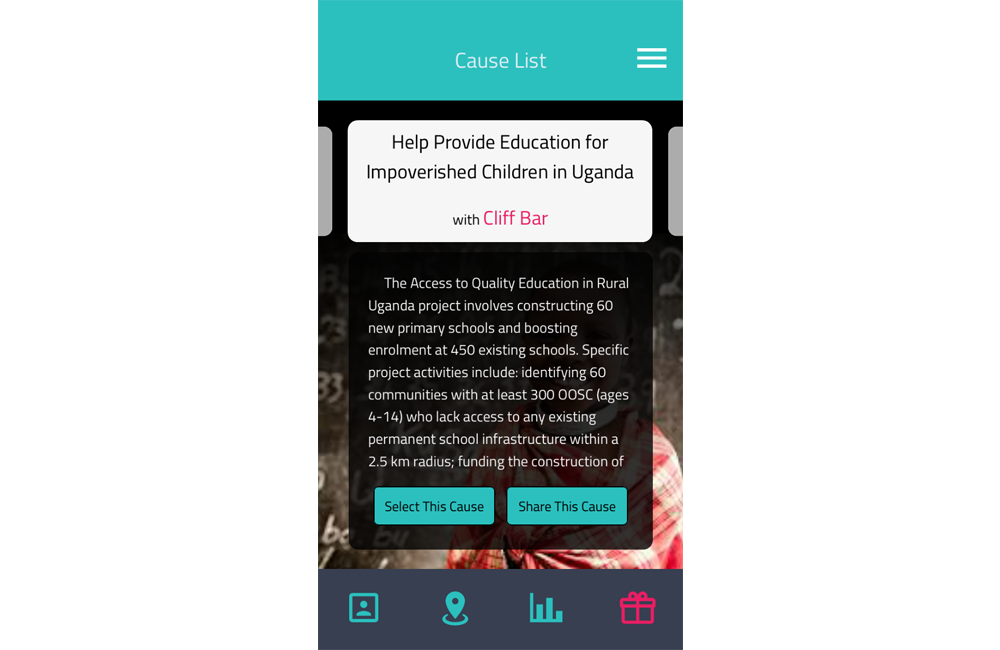 Cause List
Help Provide Education for
Impoverished Children in Uganda
with Cliff Bar
The Access to Quality Education in Rural
Uganda project involves constructing 60
new primary schools and boosting
enrolment at 450 existing schools. Specific
project activities include: identifying 60
communities with at least 300 OOSC (ages
4-14) who lack access to any existing
permanent school infrastructure within a
2.5 km radius; funding the construction of
Select This Cause
Share This Cause